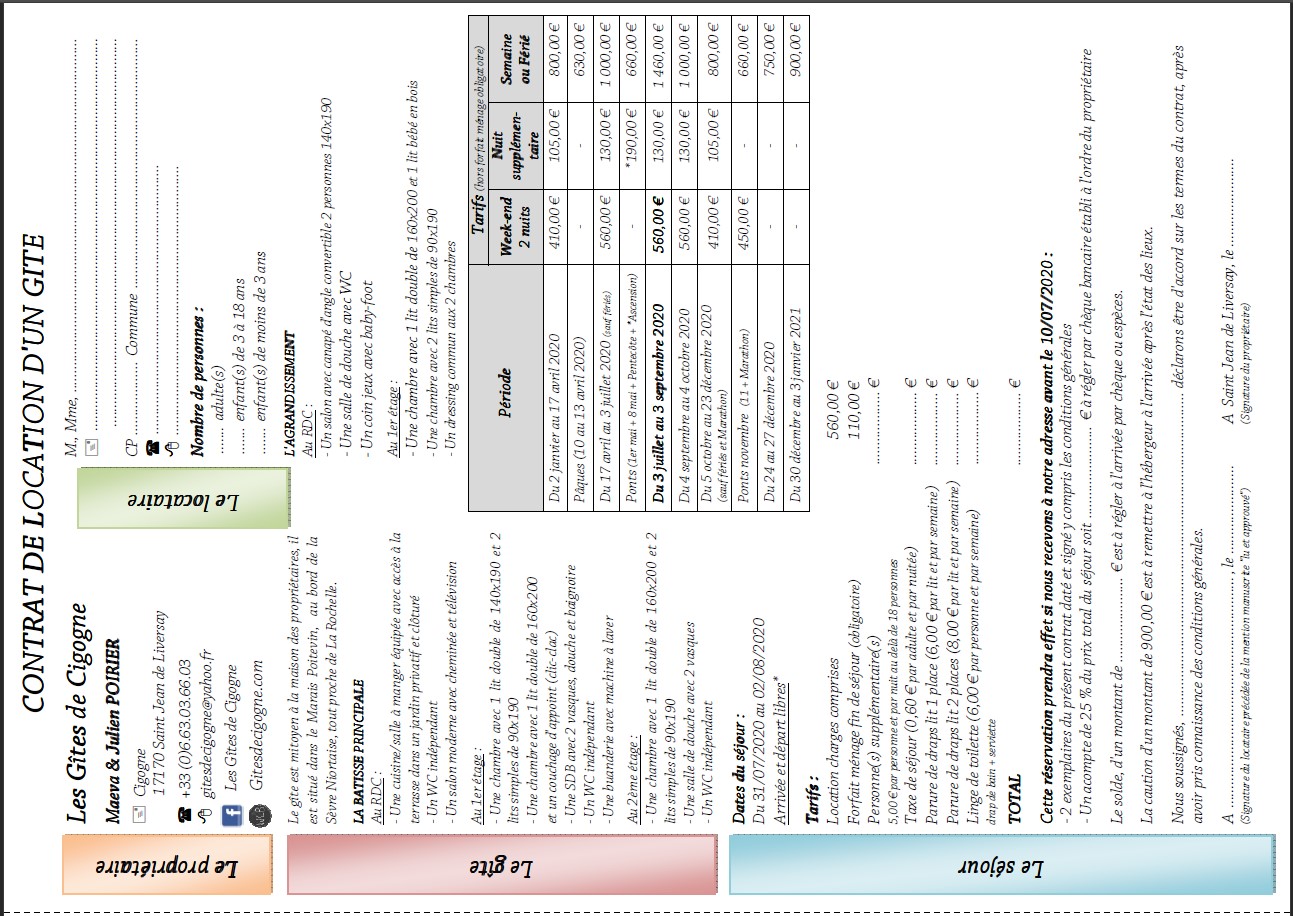 CONTRAT DE LOCATION D'UN GITE
Le propriétaire
Les Gîtes de Cigogne
Maeva & Julien POIRIER
Cigogne
17170 Saint Jean de Liversay
+33 (0)6.63.03.66.03
gitesdecigogne@yahoo.fr
Les Gîtes de Cigogne
Gitesdecigogne.com
Le locataire
M., Mme, ..........
..........
..........
CP .......... Commune ..........
..........
..........
Nombre de personnes :
....... adulte(s)
....... enfant(s) de 3 à 18 ans
....... enfant(s) de moins de 3 ans
Le gîte
Le gîte est mitoyen à la maison des propriétaires, il
est situé dans le Marais Poitevin, au bord de la
Sèvre Niortaise, tout proche de La Rochelle.
LA BATISSE PRINCIPALE
Au RDC :
- Une cuisine/salle à manger équipée avec accès à la
terrasse dans un jardin privatif et clôturé
- Un WC indépendant
- Un salon moderne avec cheminée et télévision
Au 1er étage :
- Une chambre avec 1 lit double de 140x190 et 2
lits simples de 90x190
- Une chambre avec 1 lit double de 160x200
et un couchage d'appoint (clic-clac)
- Une SDB avec 2 vasques, douche et baignoire
- Un WC indépendant
- Une buanderie avec machine à laver
Au 2ème étage :
- Une chambre avec 1 lit double de 160x200 et 2
lits simples de 90x190
- Une salle de douche avec 2 vasques
- Un WC indépendant
L'AGRANDISSEMENT
Au RDC :
- Un salon avec canapé d'angle convertible 2 personnes 140x190
- Une salle de douche avec WC
- Un coin jeux avec baby-foot
Au 1er étage :
- Une chambre avec 1 lit double de 160x200 et 1 lit bébé en bois
- Une chambre avec 2 lits simples de 90x190
- Un dressing commun aux 2 chambres
Période
Tarifs (hors forfait ménage obligatoire)
Week-end
2 nuits
Nuit
supplémen-
taire
Semaine
ou Férié
Du 2 janvier au 17 avril 2020 410,00 € 105,00 € 800,00 €
Pâques (10 au 13 avril 2020) - - 630,00 €
Du 17 avril au 3 juillet 2020 (sauf fériés) 560,00 € 130,00 € 1 000,00 €
Ponts (1er mai + 8 mai + Pentecôte + *Ascension) - *190,00 € 660,00 €
Du 3 juillet au 3 septembre 2020 560,00 € 130,00 € 1 460,00 €
Du 4 septembre au 4 octobre 2020 560,00 € 130,00 € 1 000,00 €
Du 5 octobre au 23 décembre 2020
(sauf fériés et Marathon) 410,00 € 105,00 € 800,00 €
Ponts novembre (11 + Marathon) 450,00 € - 660,00 €
Du 24 au 27 décembre 2020 - - 750,00 €
Du 30 décembre au 3 janvier 2021 - - 900,00 €
Le séjour
Dates du séjour :
Du 31/07/2020 au 02/08/2020
Arrivée et départ libres*
Tarifs :
Location charges comprises 560,00 €
Forfait ménage fin de séjour (obligatoire) 110,00 €
Personne(s) supplémentaire(s) .......... €
5,00 € par personne et par nuit au delà de 18 personnes
Taxe de séjour (0,60 € par adulte et par nuitée) .......... €
Parure de draps lit 1 place (6,00 € par lit et par semaine) .......... €
Parure de draps lit 2 places (8,00 € par lit et par semaine) .......... €
Linge de toilette (6,00 € par personne et par semaine) .......... €
drap de bain + serviette
TOTAL .......... €
Cette réservation prendra effet si nous recevons à notre adresse avant le 10/07/2020 :
- 2 exemplaires du présent contrat daté et signé y compris les conditions générales
- Un acompte de 25 % du prix total du séjour soit .......... € à régler par chèque bancaire établi à l'ordre du propriétaire
Le solde, d'un montant de .......... € est à régler à l'arrivée par chèque ou espèces.
La caution d'un montant de 900,00 € est à remettre à l'hébergeur à l'arrivée après l'état des lieux.
Nous soussignés, .......... déclarons être d'accord sur les termes du contrat, après
avoir pris connaissance des conditions générales.
A .......... , le .......... A Saint Jean de Liversay, le ..........
(Signature du locataire précédée de la mention manuscrite "lu et approuvé") (Signature du propriétaire)